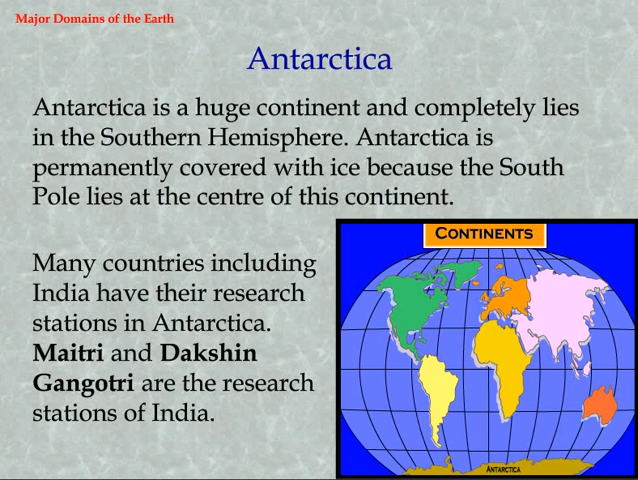 Major Domains of the Earth
Antarctica
Antarctica is a huge continent and completely lies
in the Southern Hemisphere. Antarctica is
permanently covered with ice because the South
Pole lies at the centre of this continent.
Many countries including
India have their research
stations in Antarctica.
Maitri and Dakshin
Gangotri are the research
stations of India.
CONTINENTS
ANTARCTICA